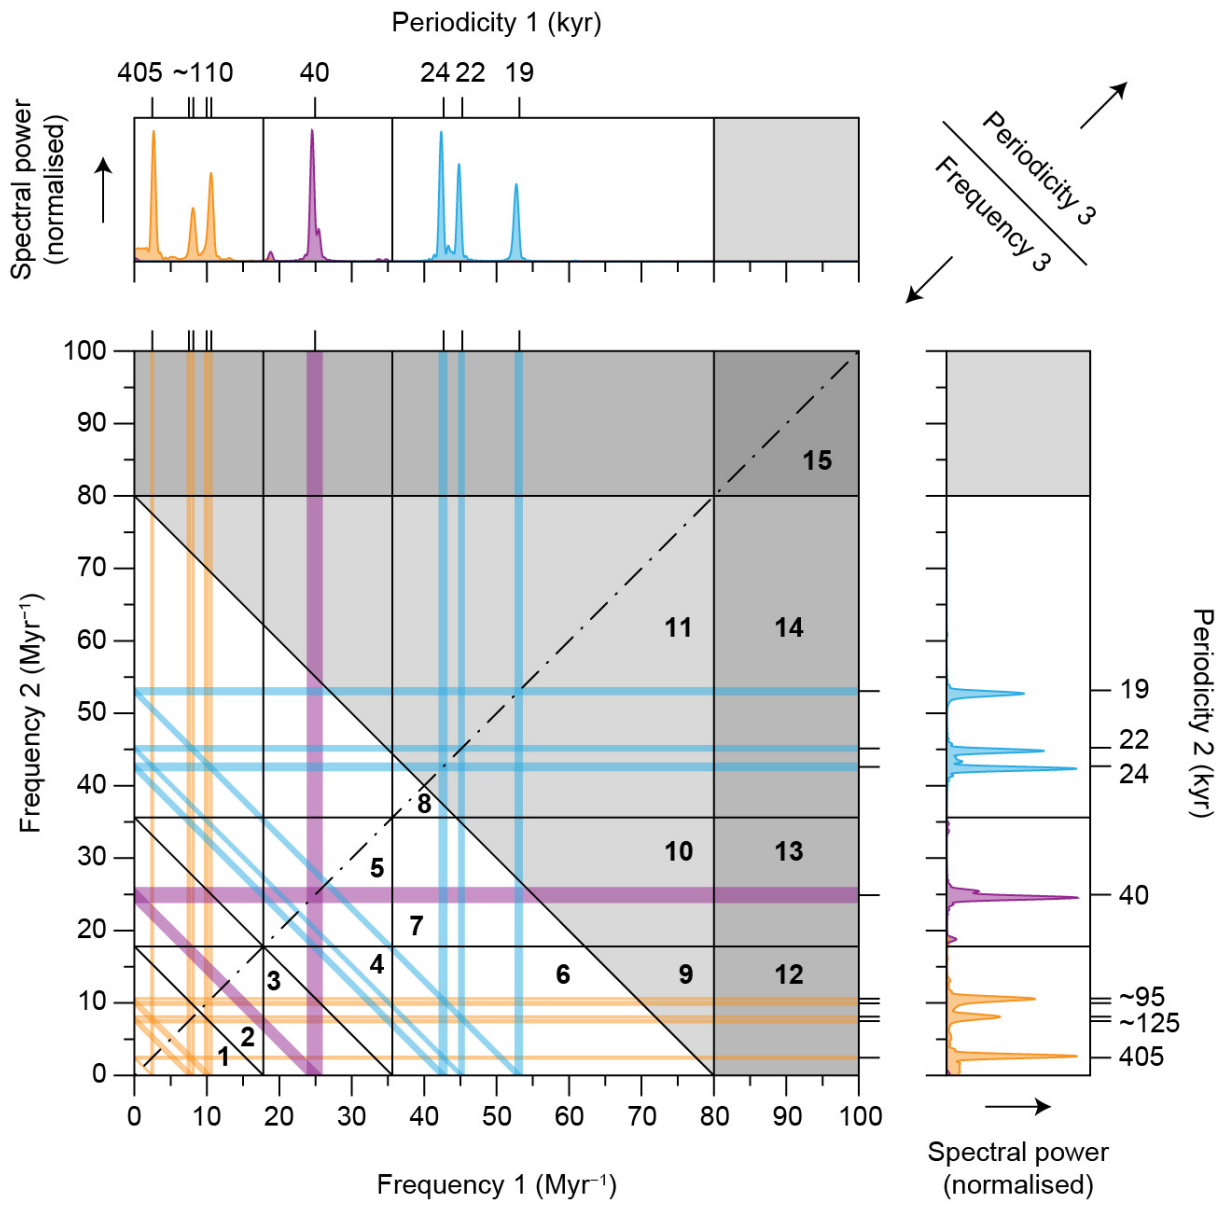 Periodicity 1 (kyr)
405 ~110 40 24 22 19
Spectral power
(normalised)
Periodicity 3
Frequency 3
100
90
80
70
60
50
40
30
20
10
0
Frequency 2 (Myr⁻¹)
15
11 14
8
10 13
5
7
4
6
3
9 12
2
1
0 10 20 30 40 50 60 70 80 90 100
Frequency 1 (Myr⁻¹)
19
22
24
40
~95
~125
405
Periodicity 2 (kyr)
Spectral power
(normalised)